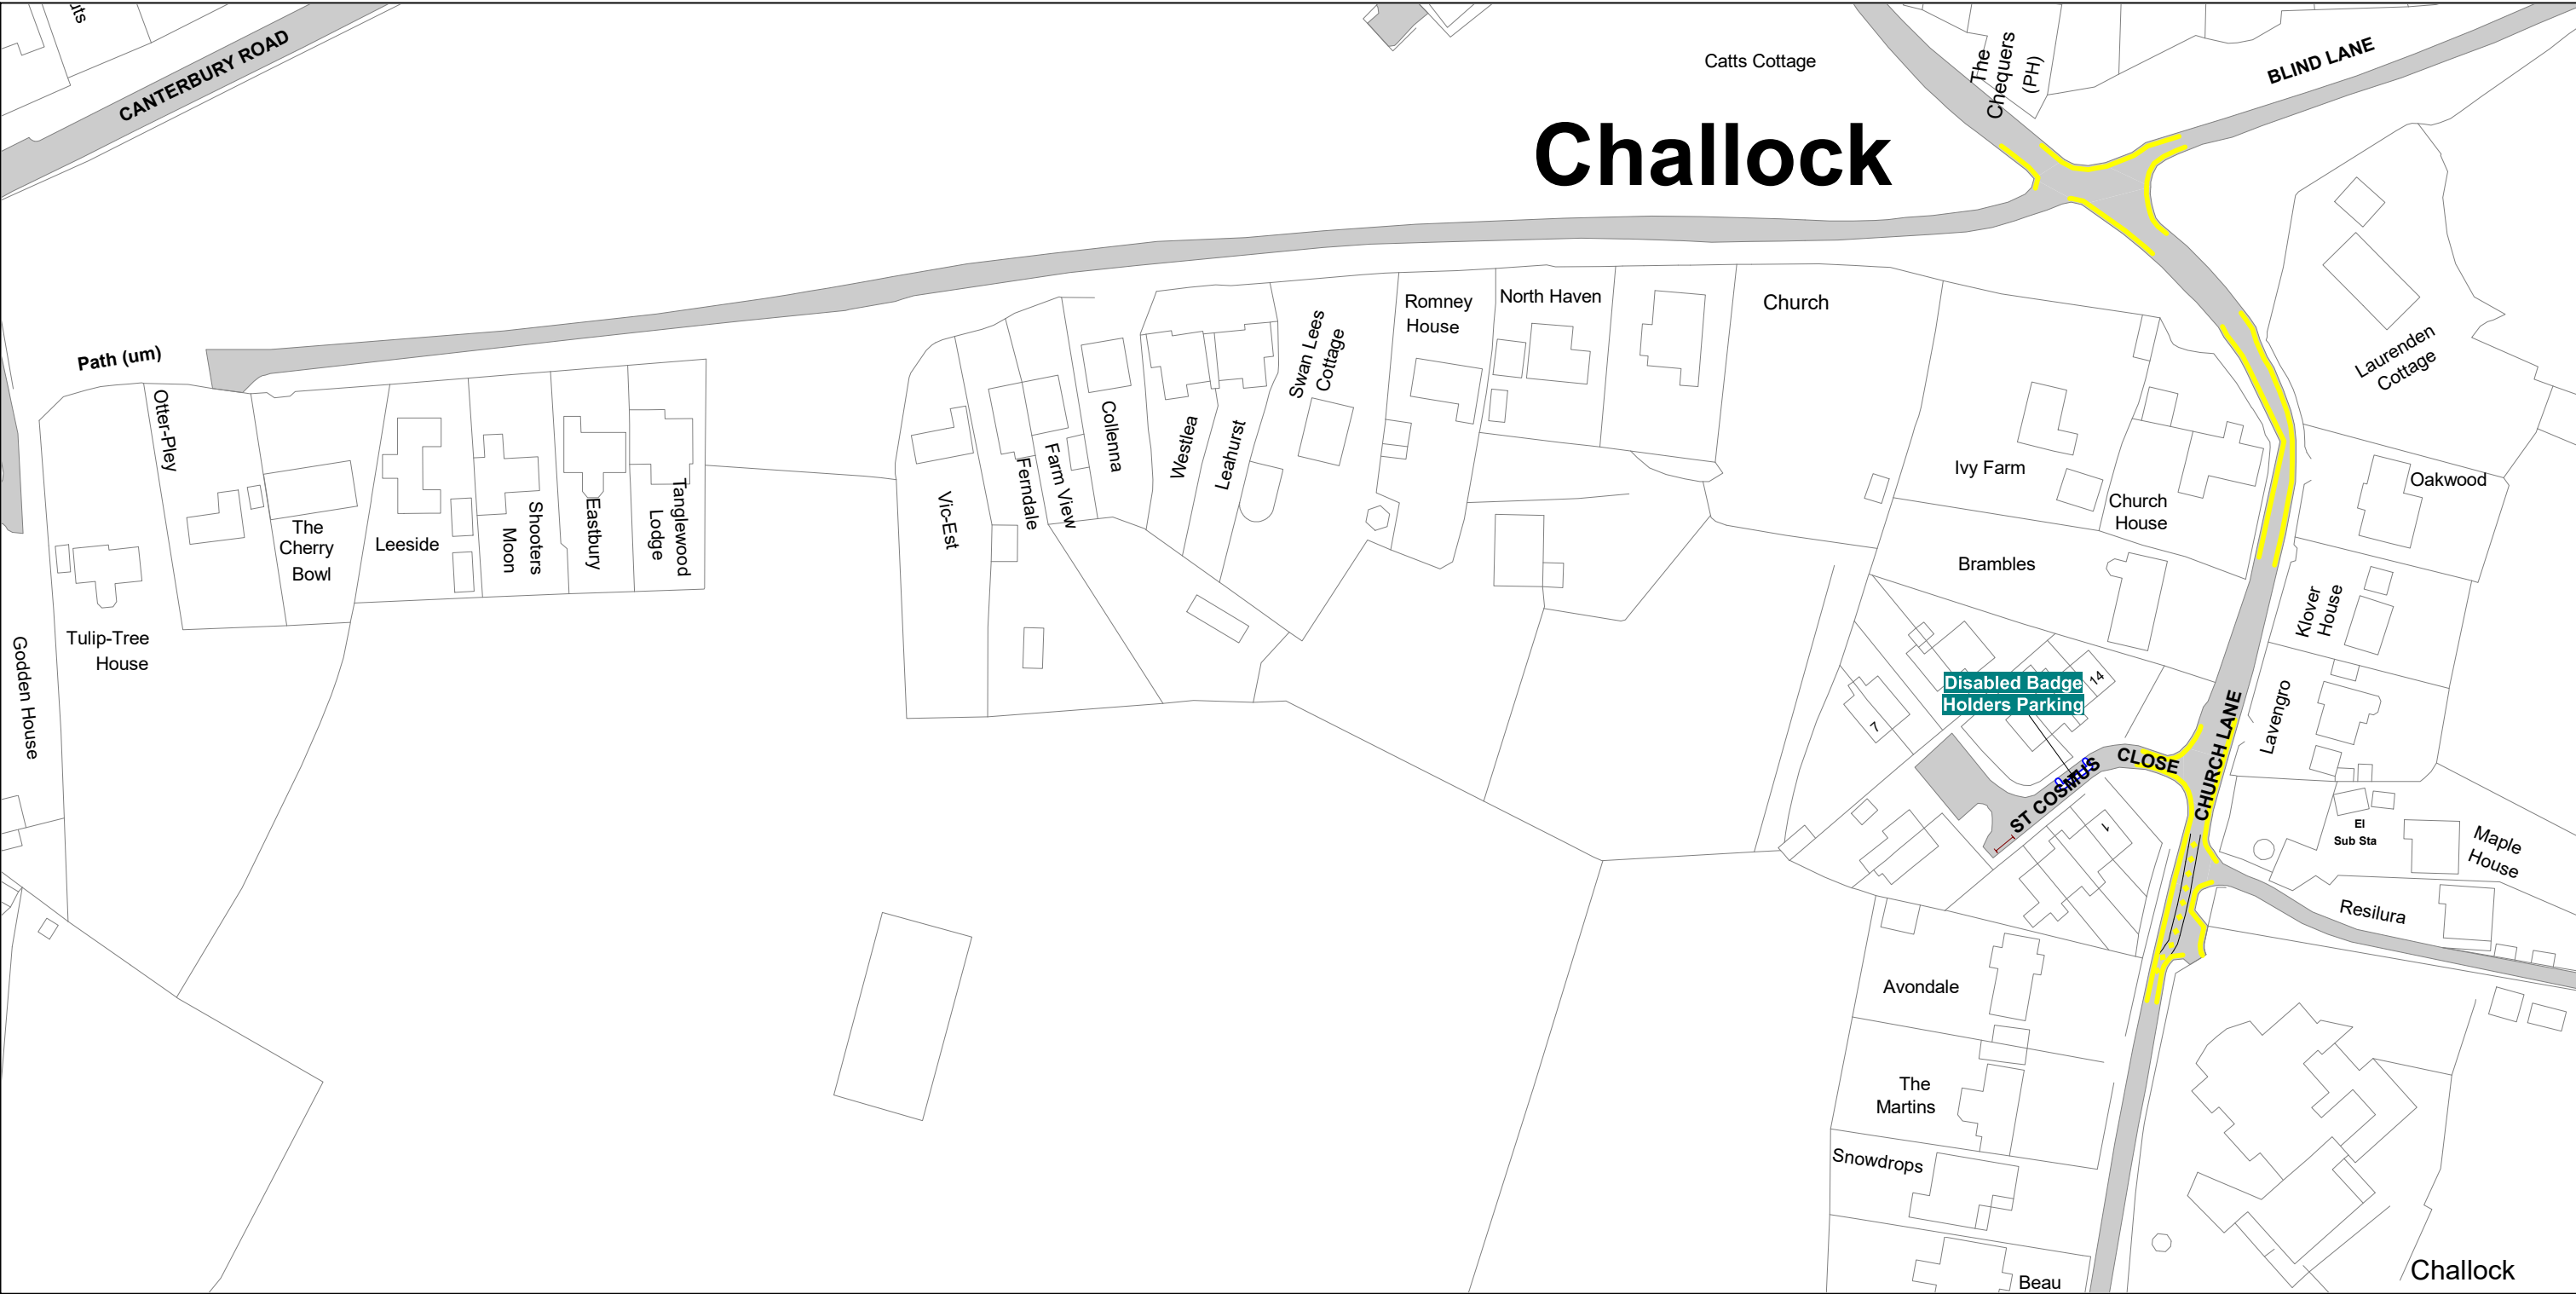 uts
CANTERBURY ROAD
Catts Cottage
The
Chequers
(PH)
BLIND LANE
Challock
Path (um)
Otter-Pley
The
Cherry
Bowl
Leeside
Shooters
Moon
Eastbury
Tanglewood
Lodge
Tulip-Tree
House
Godden House
Vic-Est
Ferndale
Farm View
Collenna
Westlea
Leahurst
Swan Lees
Cottage
Romney
House
North Haven
Church
Laurenden
Cottage
Ivy Farm
Church
House
Oakwood
Brambles
Klover
House
Disabled Badge
Holders Parking
14
7
Lavengro
CHURCH LANE
ST COSMUS CLOSE
1
El
Sub Sta
Maple
House
Resilura
Avondale
The
Martins
Snowdrops
Beau
Challock